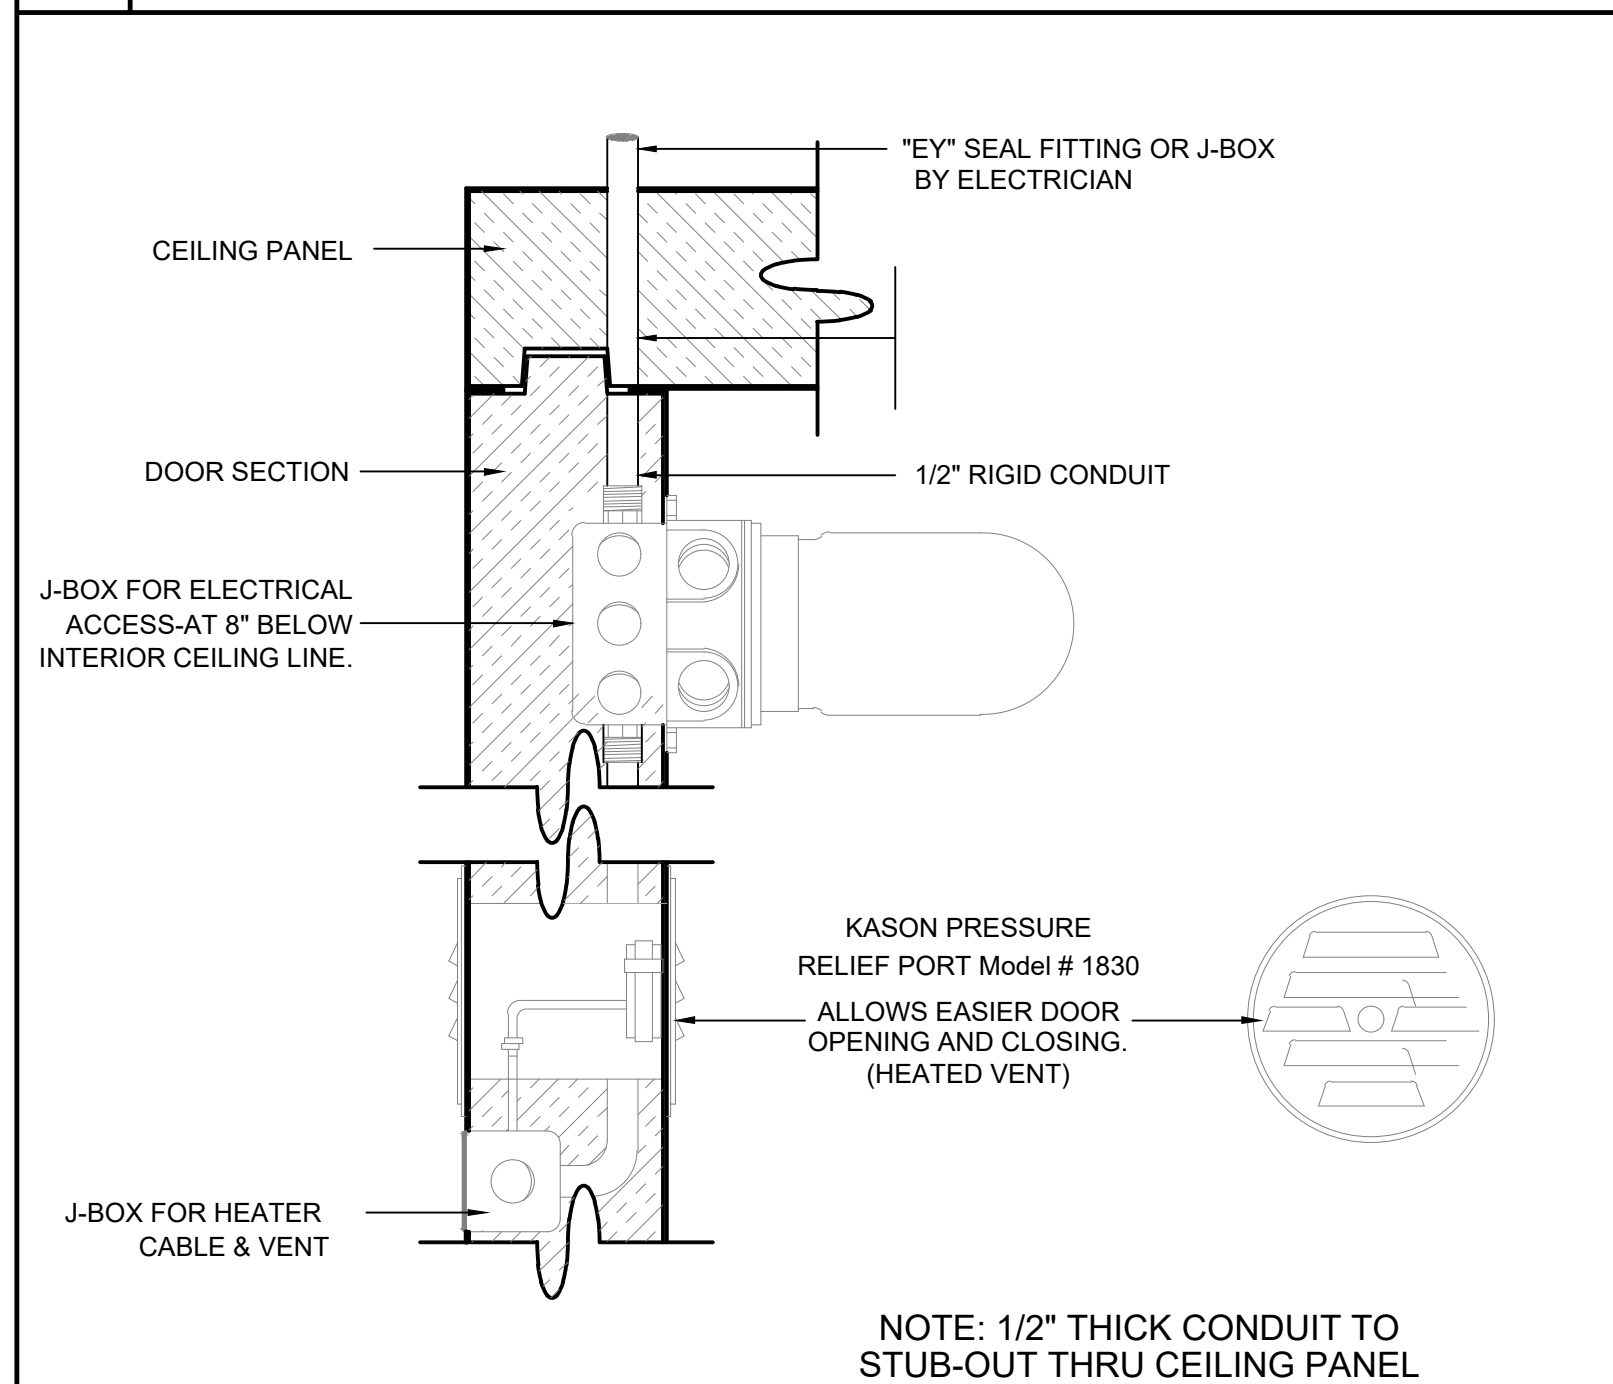 "EY" SEAL FITTING OR J-BOX
BY ELECTRICIAN
CEILING PANEL
DOOR SECTION
1/2" RIGID CONDUIT
J-BOX FOR ELECTRICAL
ACCESS-AT 8" BELOW
INTERIOR CEILING LINE.
KASON PRESSURE
RELIEF PORT Model # 1830
ALLOWS EASIER DOOR
OPENING AND CLOSING.
(HEATED VENT)
J-BOX FOR HEATER
CABLE & VENT
NOTE: 1/2" THICK CONDUIT TO
STUB-OUT THRU CEILING PANEL